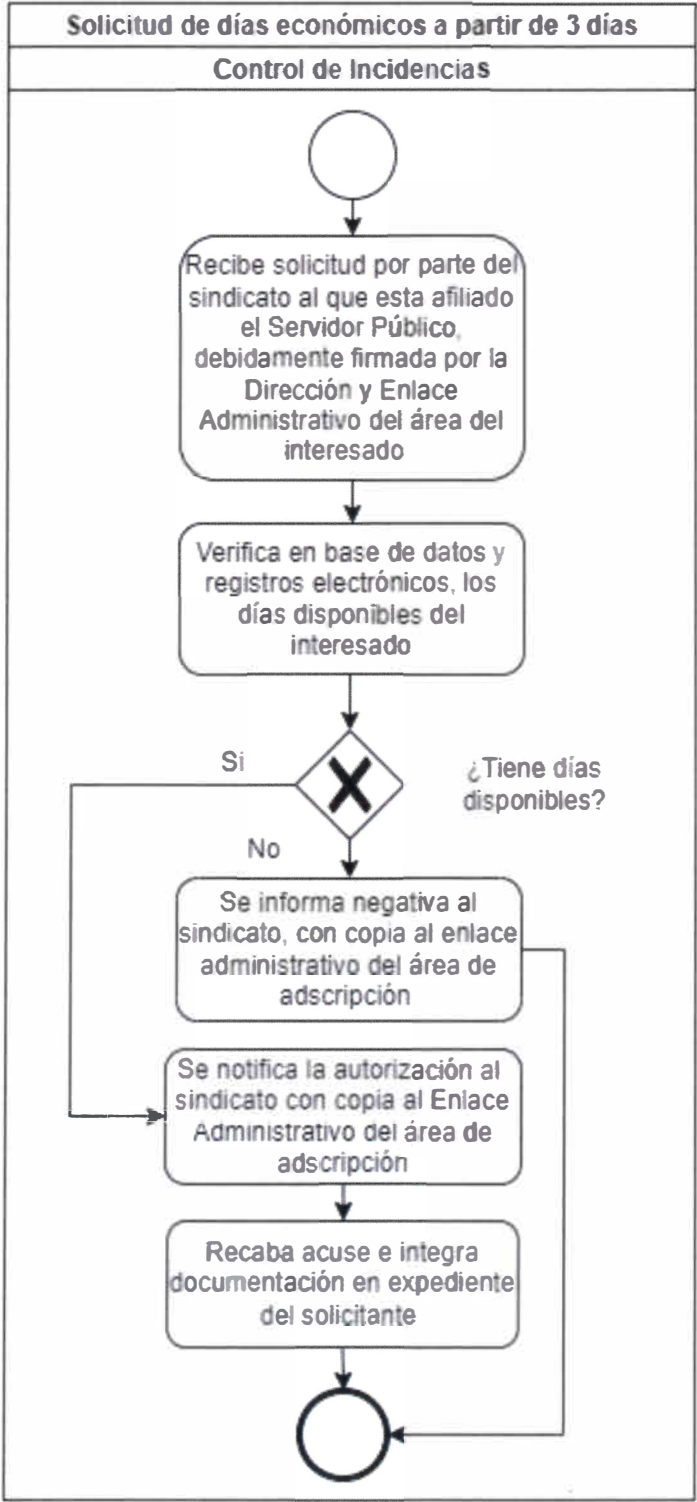 Solicitud de días económicos a partir de 3 días
Control de Incidencias
Recibe solicitud por parte del
sindicato al que esta afiliado
el Servidor Público,
debidamente firmada por la
Dirección y Enlace
Administrativo del área del
interesado
Verifica en base de datos y
registros electrónicos, los
días disponibles del
interesado
Si
¿Tiene días
disponibles?
No
Se informa negativa al
sindicato, con copia al enlace
administrativo del área de
adscripción
Se notifica la autorización al
sindicato con copia al Enlace
Administrativo del área de
adscripción
Recaba acuse e integra
documentación en expediente
del solicitante